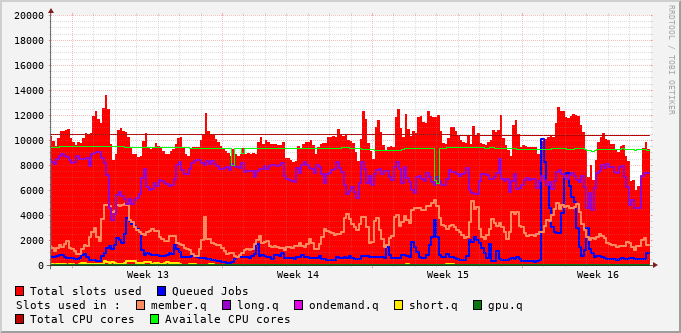 RRDTOOL / TOBI OETIKER
20000
18000
16000
14000
12000
10000
8000
6000
4000
2000
0
Week 13 Week 14 Week 15 Week 16
Total slots used Queued Jobs
Slots used in : member.q long.q ondemand.q short.q gpu.q
Total CPU cores Availale CPU cores